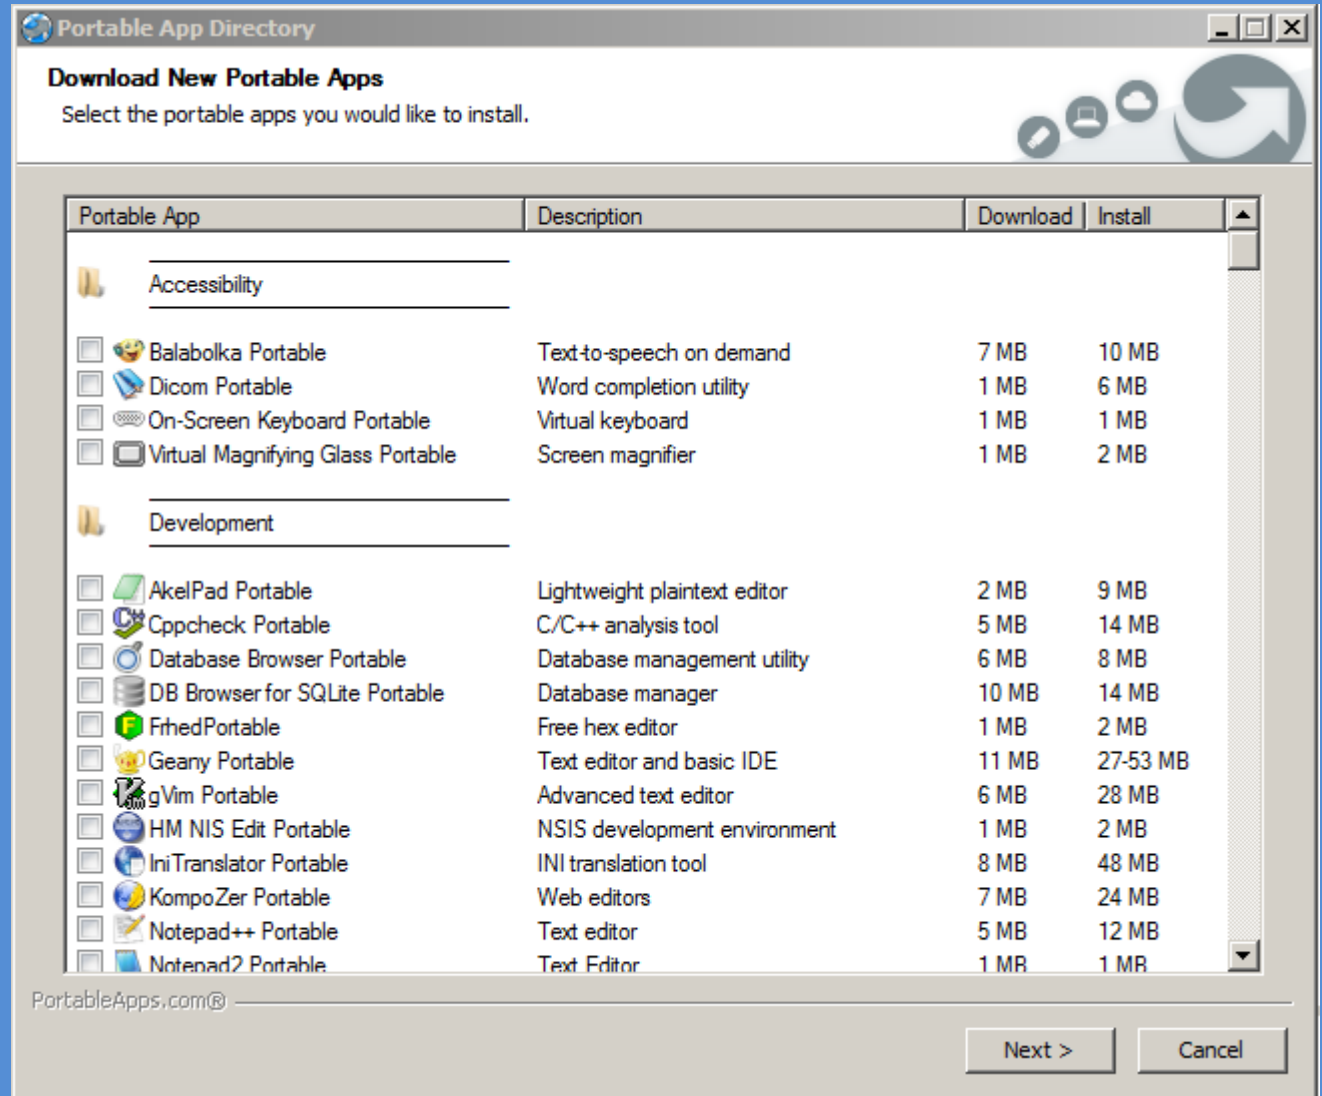 Portable App Directory
Download New Portable Apps
Select the portable apps you would like to install.
Portable App Description Download Install
Accessibility
Balabolka Portable Text-to-speech on demand 7 MB 10 MB
Dicom Portable Word completion utility 1 MB 6 MB
On-Screen Keyboard Portable Virtual keyboard 1 MB 1 MB
Virtual Magnifying Glass Portable Screen magnifier 1 MB 2 MB
Development
AkelPad Portable Lightweight plaintext editor 2 MB 9 MB
Cppcheck Portable C/C++ analysis tool 5 MB 14 MB
Database Browser Portable Database management utility 6 MB 8 MB
DB Browser for SQLite Portable Database manager 10 MB 14 MB
FrhedPortable Free hex editor 1 MB 2 MB
Geany Portable Text editor and basic IDE 11 MB 27-53 MB
gVim Portable Advanced text editor 6 MB 28 MB
HM NIS Edit Portable NSIS development environment 1 MB 2 MB
IniTranslator Portable INI translation tool 8 MB 48 MB
KompoZer Portable Web editors 7 MB 24 MB
Notepad++ Portable Text editor 5 MB 12 MB
Notepad2 Portable Text Editor 1 MB 1 MB
PortableApps.com®
Next > Cancel